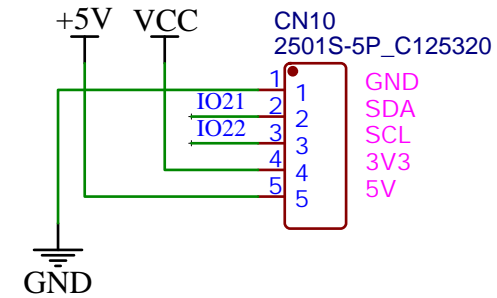 +5V VCC
CN10
2501S-5P_C125320
1 1 GND
IO21 2 2 SDA
IO22 3 3 SCL
4 4 3V3
5 5 5V
GND